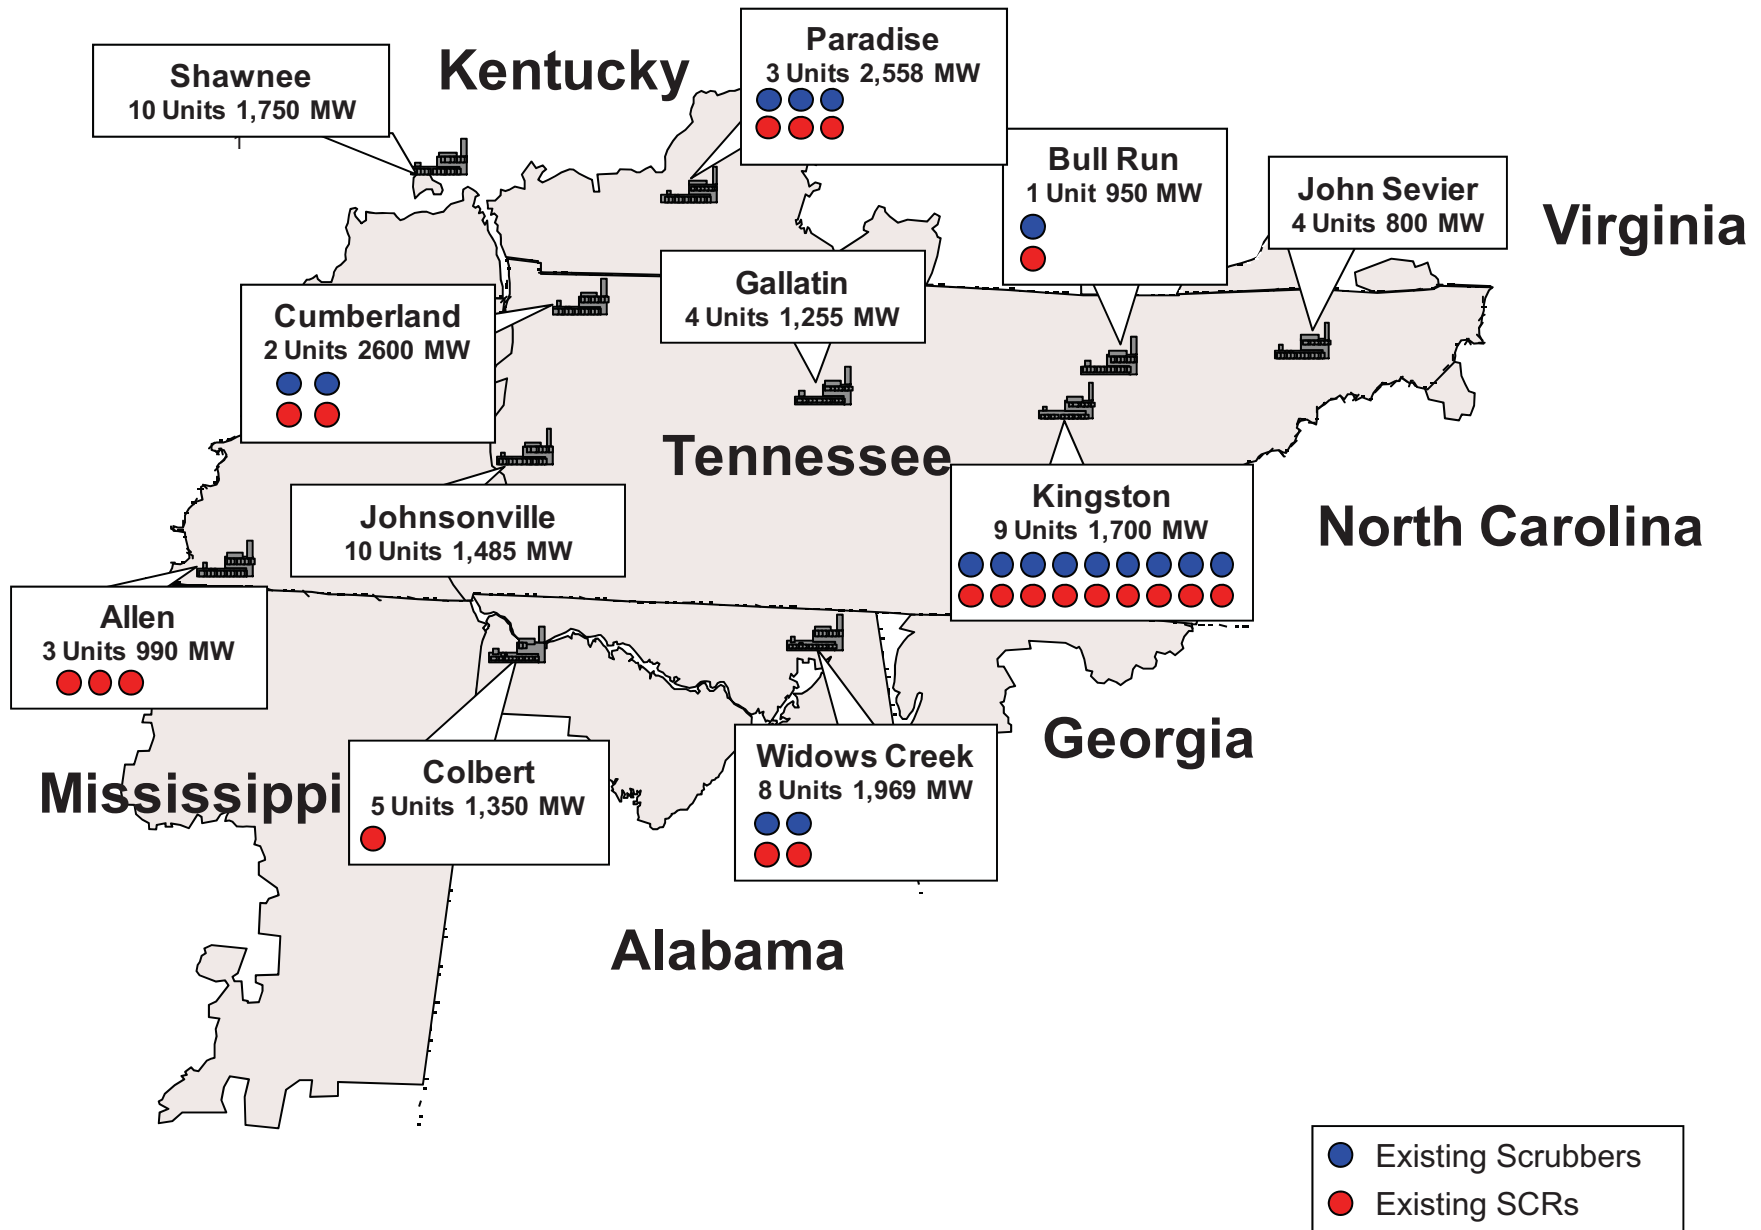 Kentucky
Paradise
3 Units 2,558 MW
Shawnee
10 Units 1,750 MW
Bull Run
1 Unit 950 MW
John Sevier
4 Units 800 MW
Virginia
Gallatin
4 Units 1,255 MW
Cumberland
2 Units 2600 MW
Tennessee
Kingston
9 Units 1,700 MW
North Carolina
Johnsonville
10 Units 1,485 MW
Allen
3 Units 990 MW
Georgia
Widows Creek
8 Units 1,969 MW
Colbert
5 Units 1,350 MW
Mississippi
Alabama
Existing Scrubbers
Existing SCRs